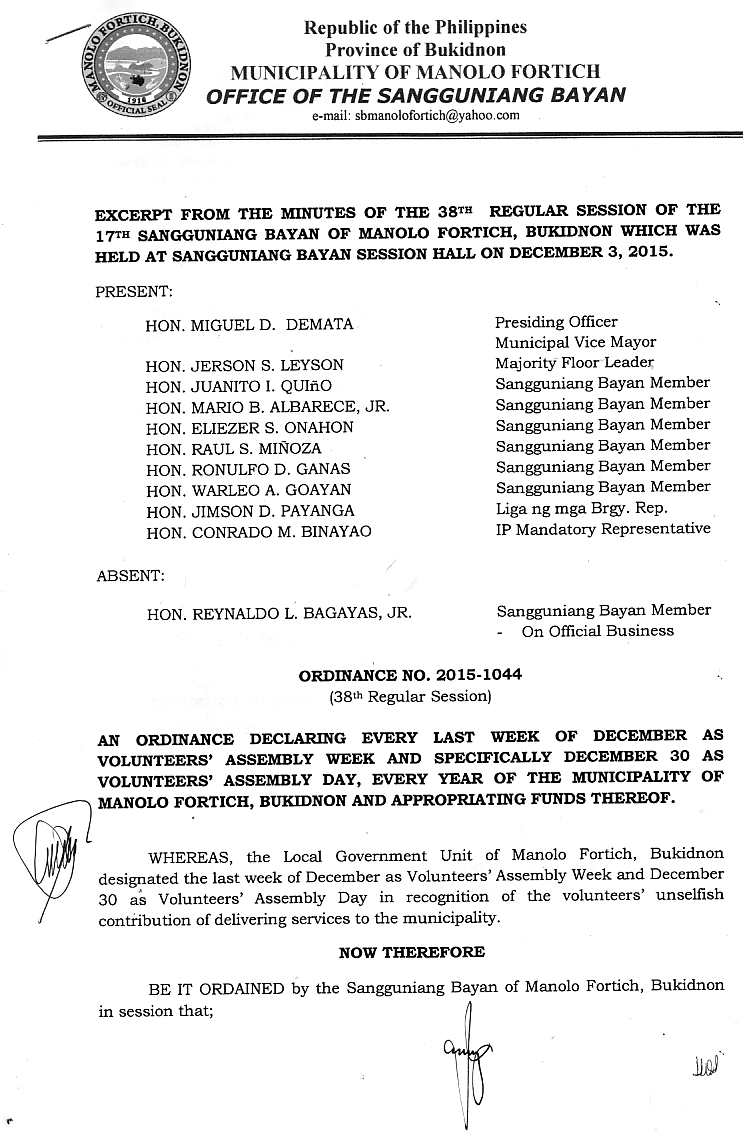 MANOLO FORTICH, BUKIDNON
1914
OFFICIAL SEAL
Republic of the Philippines
Province of Bukidnon
MUNICIPALITY OF MANOLO FORTICH
OFFICE OF THE SANGGUNIANG BAYAN
e-mail: sbmanolofortich@yahoo.com
EXCERPT FROM THE MINUTES OF THE 38TH REGULAR SESSION OF THE
17TH SANGGUNIANG BAYAN OF MANOLO FORTICH, BUKIDNON WHICH WAS
HELD AT SANGGUNIANG BAYAN SESSION HALL ON DECEMBER 3, 2015.
PRESENT:
HON. MIGUEL D. DEMATA Presiding Officer
Municipal Vice Mayor
HON. JERSON S. LEYSON Majority Floor Leader
HON. JUANITO I. QUIñO Sangguniang Bayan Member
HON. MARIO B. ALBARECE, JR. Sangguniang Bayan Member
HON. ELIEZER S. ONAHON Sangguniang Bayan Member
HON. RAUL S. MIÑOZA Sangguniang Bayan Member
HON. RONULFO D. GANAS Sangguniang Bayan Member
HON. WARLEO A. GOAYAN Sangguniang Bayan Member
HON. JIMSON D. PAYANGA Liga ng mga Brgy. Rep.
HON. CONRADO M. BINAYAO IP Mandatory Representative
ABSENT:
HON. REYNALDO L. BAGAYAS, JR. Sangguniang Bayan Member
- On Official Business
ORDINANCE NO. 2015-1044
(38th Regular Session)
AN ORDINANCE DECLARING EVERY LAST WEEK OF DECEMBER AS
VOLUNTEERS' ASSEMBLY WEEK AND SPECIFICALLY DECEMBER 30 AS
VOLUNTEERS' ASSEMBLY DAY, EVERY YEAR OF THE MUNICIPALITY OF
MANOLO FORTICH, BUKIDNON AND APPROPRIATING FUNDS THEREOF.
WHEREAS, the Local Government Unit of Manolo Fortich, Bukidnon
designated the last week of December as Volunteers' Assembly Week and December
30 as Volunteers' Assembly Day in recognition of the volunteers' unselfish
contribution of delivering services to the municipality.
NOW THEREFORE
BE IT ORDAINED by the Sangguniang Bayan of Manolo Fortich, Bukidnon
in session that;